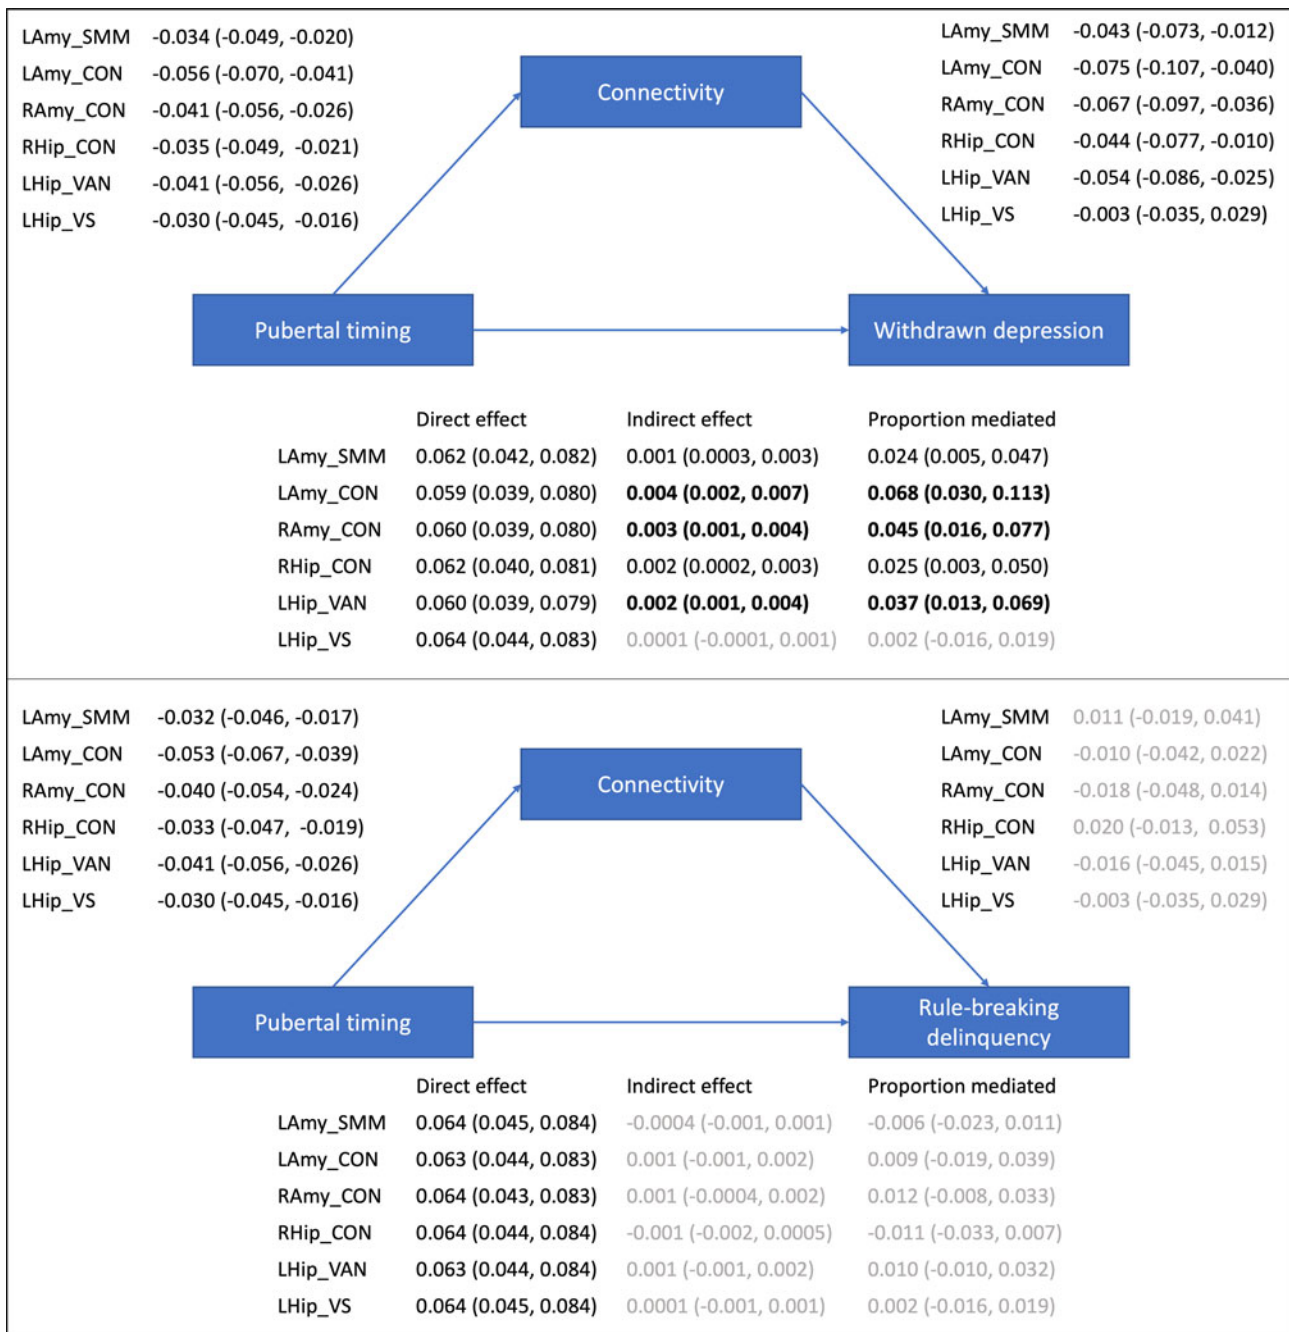 LAmy_SMM -0.034 (-0.049, -0.020)
LAmy_CON -0.056 (-0.070, -0.041)
RAmy_CON -0.041 (-0.056, -0.026)
RHip_CON -0.035 (-0.049, -0.021)
LHip_VAN -0.041 (-0.056, -0.026)
LHip_VS -0.030 (-0.045, -0.016)
Connectivity
LAmy_SMM -0.043 (-0.073, -0.012)
LAmy_CON -0.075 (-0.107, -0.040)
RAmy_CON -0.067 (-0.097, -0.036)
RHip_CON -0.044 (-0.077, -0.010)
LHip_VAN -0.054 (-0.086, -0.025)
LHip_VS -0.003 (-0.035, 0.029)
Pubertal timing
Withdrawn depression
Direct effect Indirect effect Proportion mediated
LAmy_SMM 0.062 (0.042, 0.082) 0.001 (0.0003, 0.003) 0.024 (0.005, 0.047)
LAmy_CON 0.059 (0.039, 0.080) 0.004 (0.002, 0.007) 0.068 (0.030, 0.113)
RAmy_CON 0.060 (0.039, 0.080) 0.003 (0.001, 0.004) 0.045 (0.016, 0.077)
RHip_CON 0.062 (0.040, 0.081) 0.002 (0.0002, 0.003) 0.025 (0.003, 0.050)
LHip_VAN 0.060 (0.039, 0.079) 0.002 (0.001, 0.004) 0.037 (0.013, 0.069)
LHip_VS 0.064 (0.044, 0.083) 0.0001 (-0.0001, 0.001) 0.002 (-0.016, 0.019)
LAmy_SMM -0.032 (-0.046, -0.017)
LAmy_CON -0.053 (-0.067, -0.039)
RAmy_CON -0.040 (-0.054, -0.024)
RHip_CON -0.033 (-0.047, -0.019)
LHip_VAN -0.041 (-0.056, -0.026)
LHip_VS -0.030 (-0.045, -0.016)
Connectivity
LAmy_SMM 0.011 (-0.019, 0.041)
LAmy_CON -0.010 (-0.042, 0.022)
RAmy_CON -0.018 (-0.048, 0.014)
RHip_CON 0.020 (-0.013, 0.053)
LHip_VAN -0.016 (-0.045, 0.015)
LHip_VS -0.003 (-0.035, 0.029)
Pubertal timing
Rule-breaking
delinquency
Direct effect Indirect effect Proportion mediated
LAmy_SMM 0.064 (0.045, 0.084) -0.0004 (-0.001, 0.001) -0.006 (-0.023, 0.011)
LAmy_CON 0.063 (0.044, 0.083) 0.001 (-0.001, 0.002) 0.009 (-0.019, 0.039)
RAmy_CON 0.064 (0.043, 0.083) 0.001 (-0.0004, 0.002) 0.012 (-0.008, 0.033)
RHip_CON 0.064 (0.044, 0.084) -0.001 (-0.002, 0.0005) -0.011 (-0.033, 0.007)
LHip_VAN 0.063 (0.044, 0.084) 0.001 (-0.001, 0.002) 0.010 (-0.010, 0.032)
LHip_VS 0.064 (0.045, 0.084) 0.0001 (-0.001, 0.001) 0.002 (-0.016, 0.019)